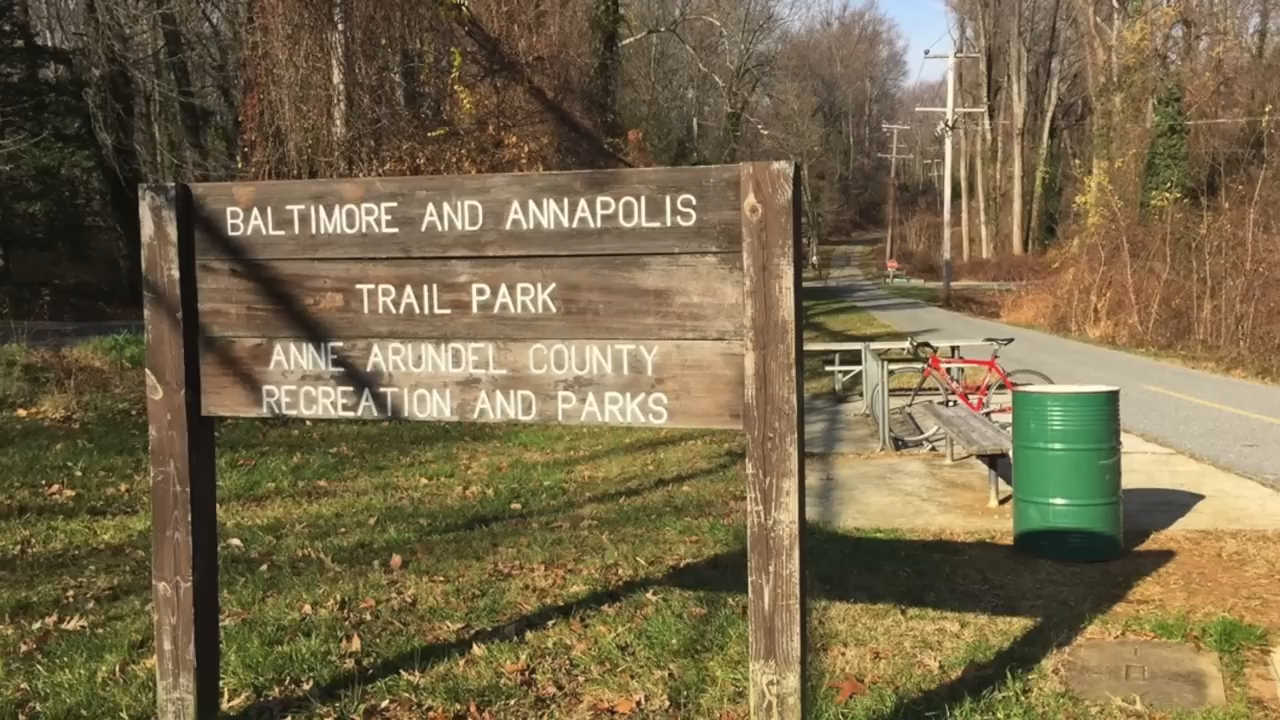 BALTIMORE AND ANNAPOLIS
TRAIL PARK
ANNE ARUNDEL COUNTY
RECREATION AND PARKS